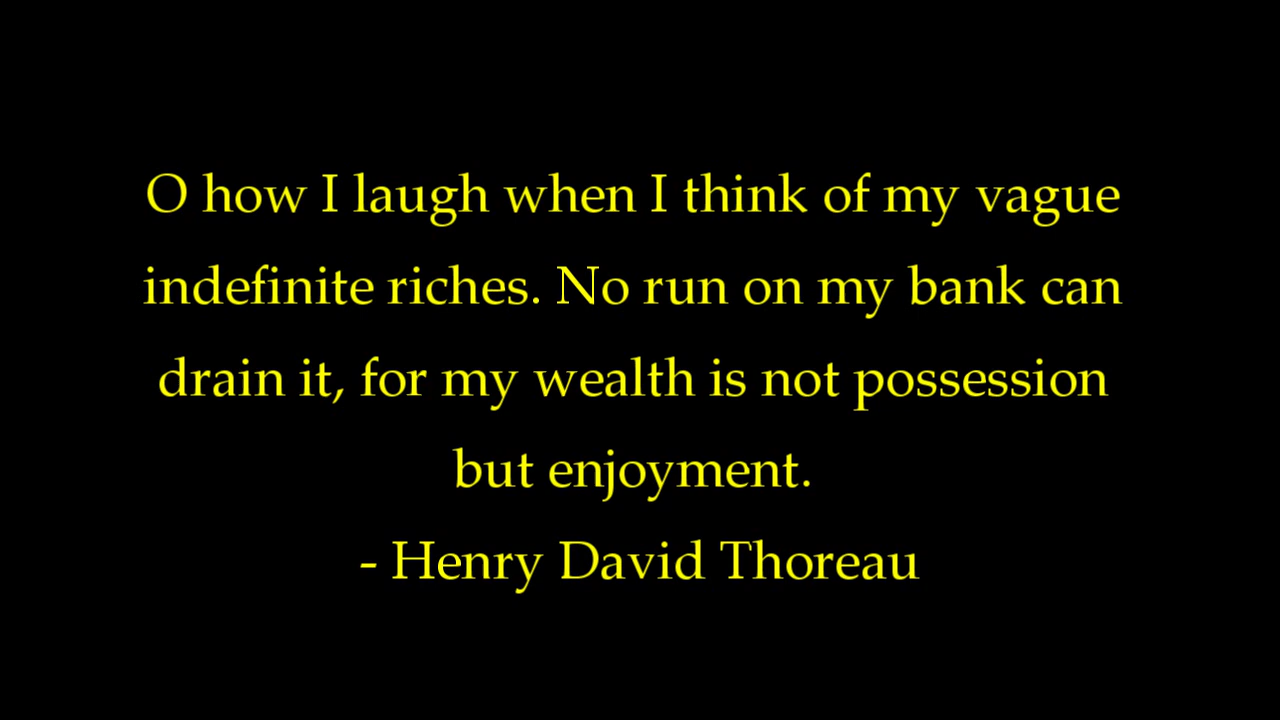 O how I laugh when I think of my vague
indefinite riches. No run on my bank can
drain it, for my wealth is not possession
but enjoyment.
- Henry David Thoreau